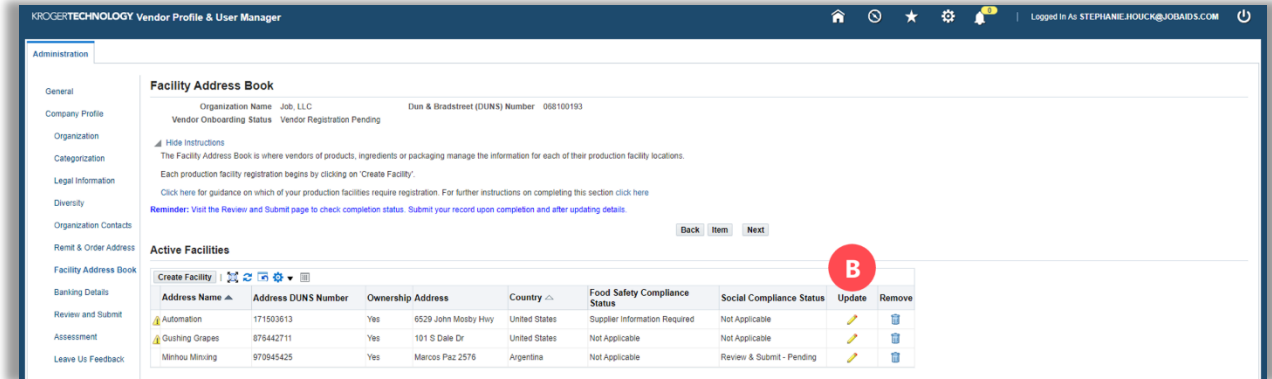 KROGERTECHNOLOGY Vendor Profile & User Manager
0
Logged In As STEPHANIE.HOUCK@JOBAIDS.COM
Administration
General
Company Profile
Organization
Categorization
Legal Information
Diversity
Organization Contacts
Remit & Order Address
Facility Address Book
Banking Details
Review and Submit
Assessment
Leave Us Feedback
Facility Address Book
Organization Name Job, LLC Dun & Bradstreet (DUNS) Number 068100193
Vendor Onboarding Status Vendor Registration Pending
Hide Instructions
The Facility Address Book is where vendors of products, ingredients or packaging manage the information for each of their production facility locations.
Each production facility registration begins by clicking on 'Create Facility'.
Click here for guidance on which of your production facilities require registration. For further instructions on completing this section click here
Reminder: Visit the Review and Submit page to check completion status. Submit your record upon completion and after updating details.
Back Item Next
Active Facilities
B
Create Facility
Address Name Address DUNS Number Ownership Address Country Food Safety Compliance Status Social Compliance Status Update Remove
Automation 171503613 Yes 6529 John Mosby Hwy United States Supplier Information Required Not Applicable
Gushing Grapes 876442711 Yes 101 S Dale Dr United States Not Applicable Not Applicable
Minhou Minxing 970945425 Yes Marcos Paz 2576 Argentina Not Applicable Review & Submit - Pending